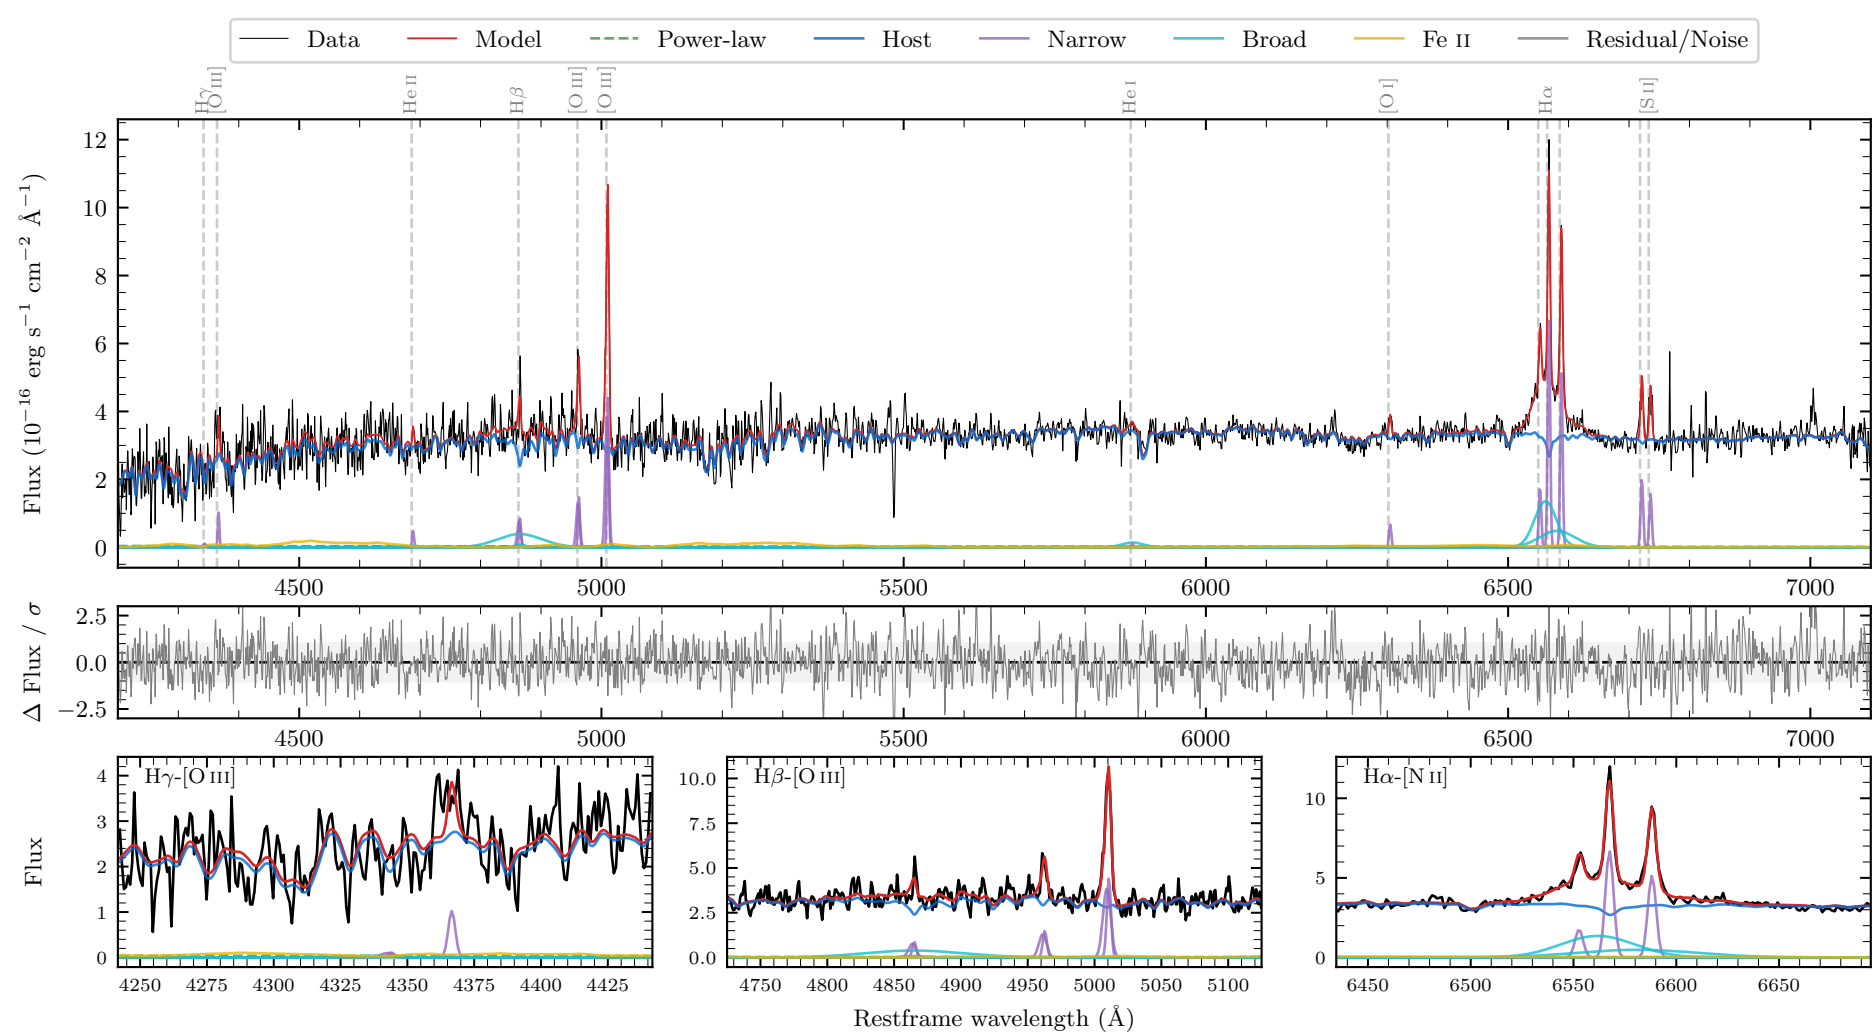 Data Model Power-law Host Narrow Broad Fe II Residual/Noise
Hγ [O III] He II Hβ [O III] [O III] He I [O I] Hα [S II]
Flux (10⁻¹⁶ erg s⁻¹ cm⁻² Å⁻¹)
12
10
8
6
4
2
0
4500 5000 5500 6000 6500 7000
Δ Flux / σ
2.5
0.0
−2.5
4500 5000 5500 6000 6500 7000
Flux
Hγ-[O III]
4
3
2
1
0
4250 4275 4300 4325 4350 4375 4400 4425
Hβ-[O III]
10.0
7.5
5.0
2.5
0.0
4750 4800 4850 4900 4950 5000 5050 5100
Hα-[N II]
10
5
0
6450 6500 6550 6600 6650
Restframe wavelength (Å)